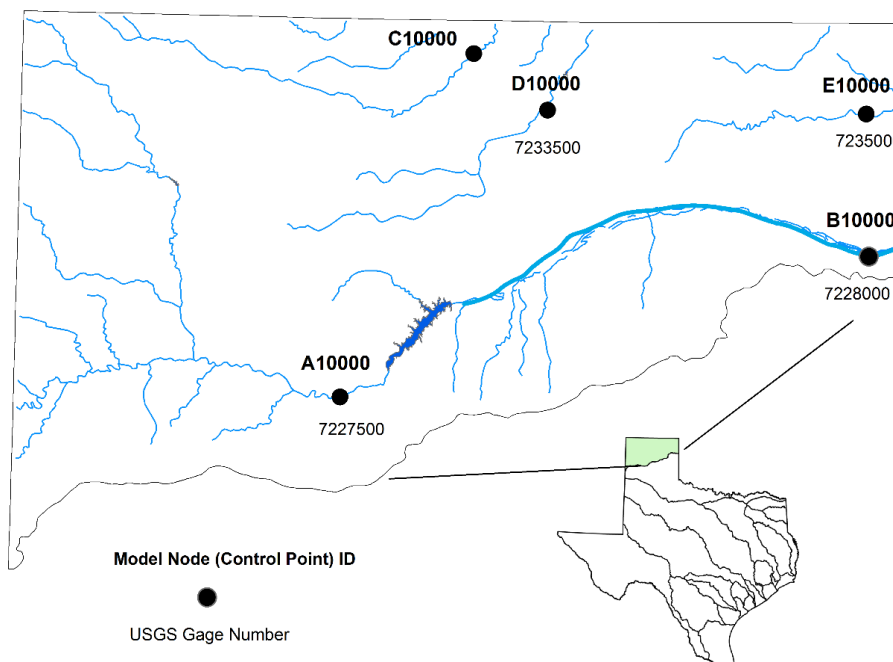 C10000
D10000
7233500
E10000
723500
B10000
7228000
A10000
7227500
Model Node (Control Point) ID
USGS Gage Number